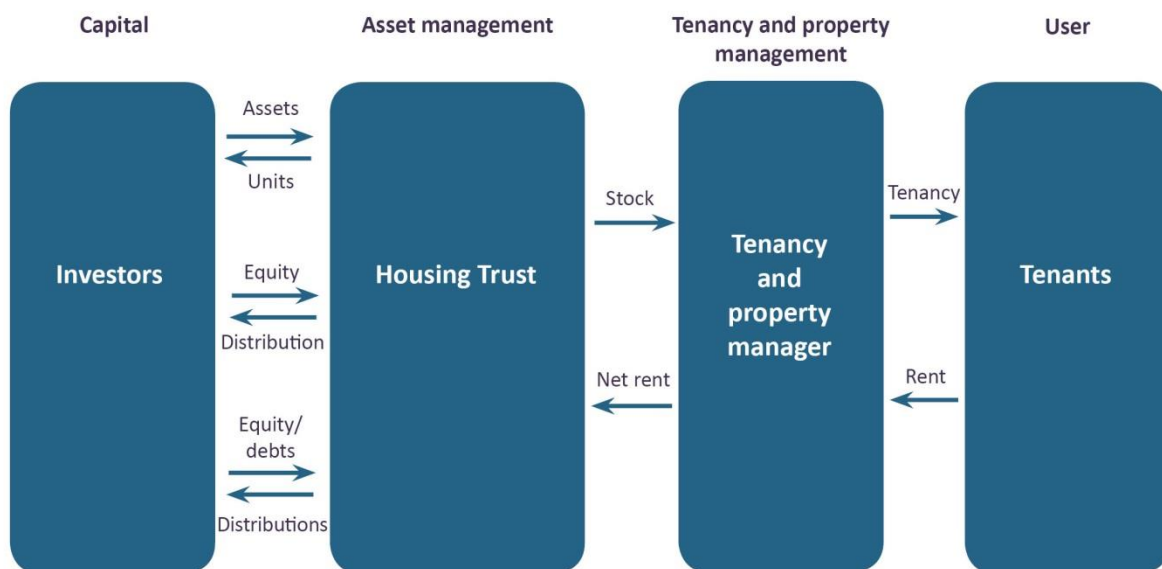 Capital
Asset management
Tenancy and property
management
User
Assets
Units
Equity
Distribution
Equity/
debts
Distributions
Investors
Housing Trust
Stock
Net rent
Tenancy
and
property
manager
Tenancy
Rent
Tenants